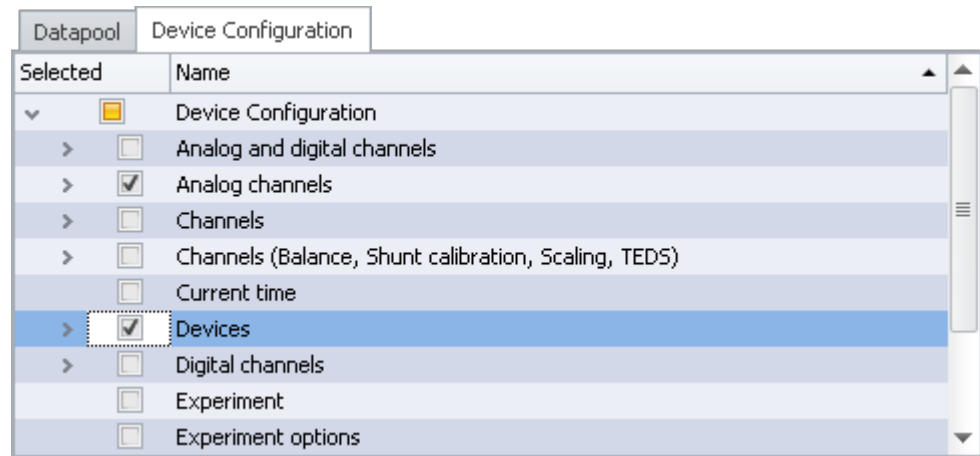 Datapool Device Configuration
Selected Name
Device Configuration
Analog and digital channels
Analog channels
Channels
Channels (Balance, Shunt calibration, Scaling, TEDS)
Current time
Devices
Digital channels
Experiment
Experiment options